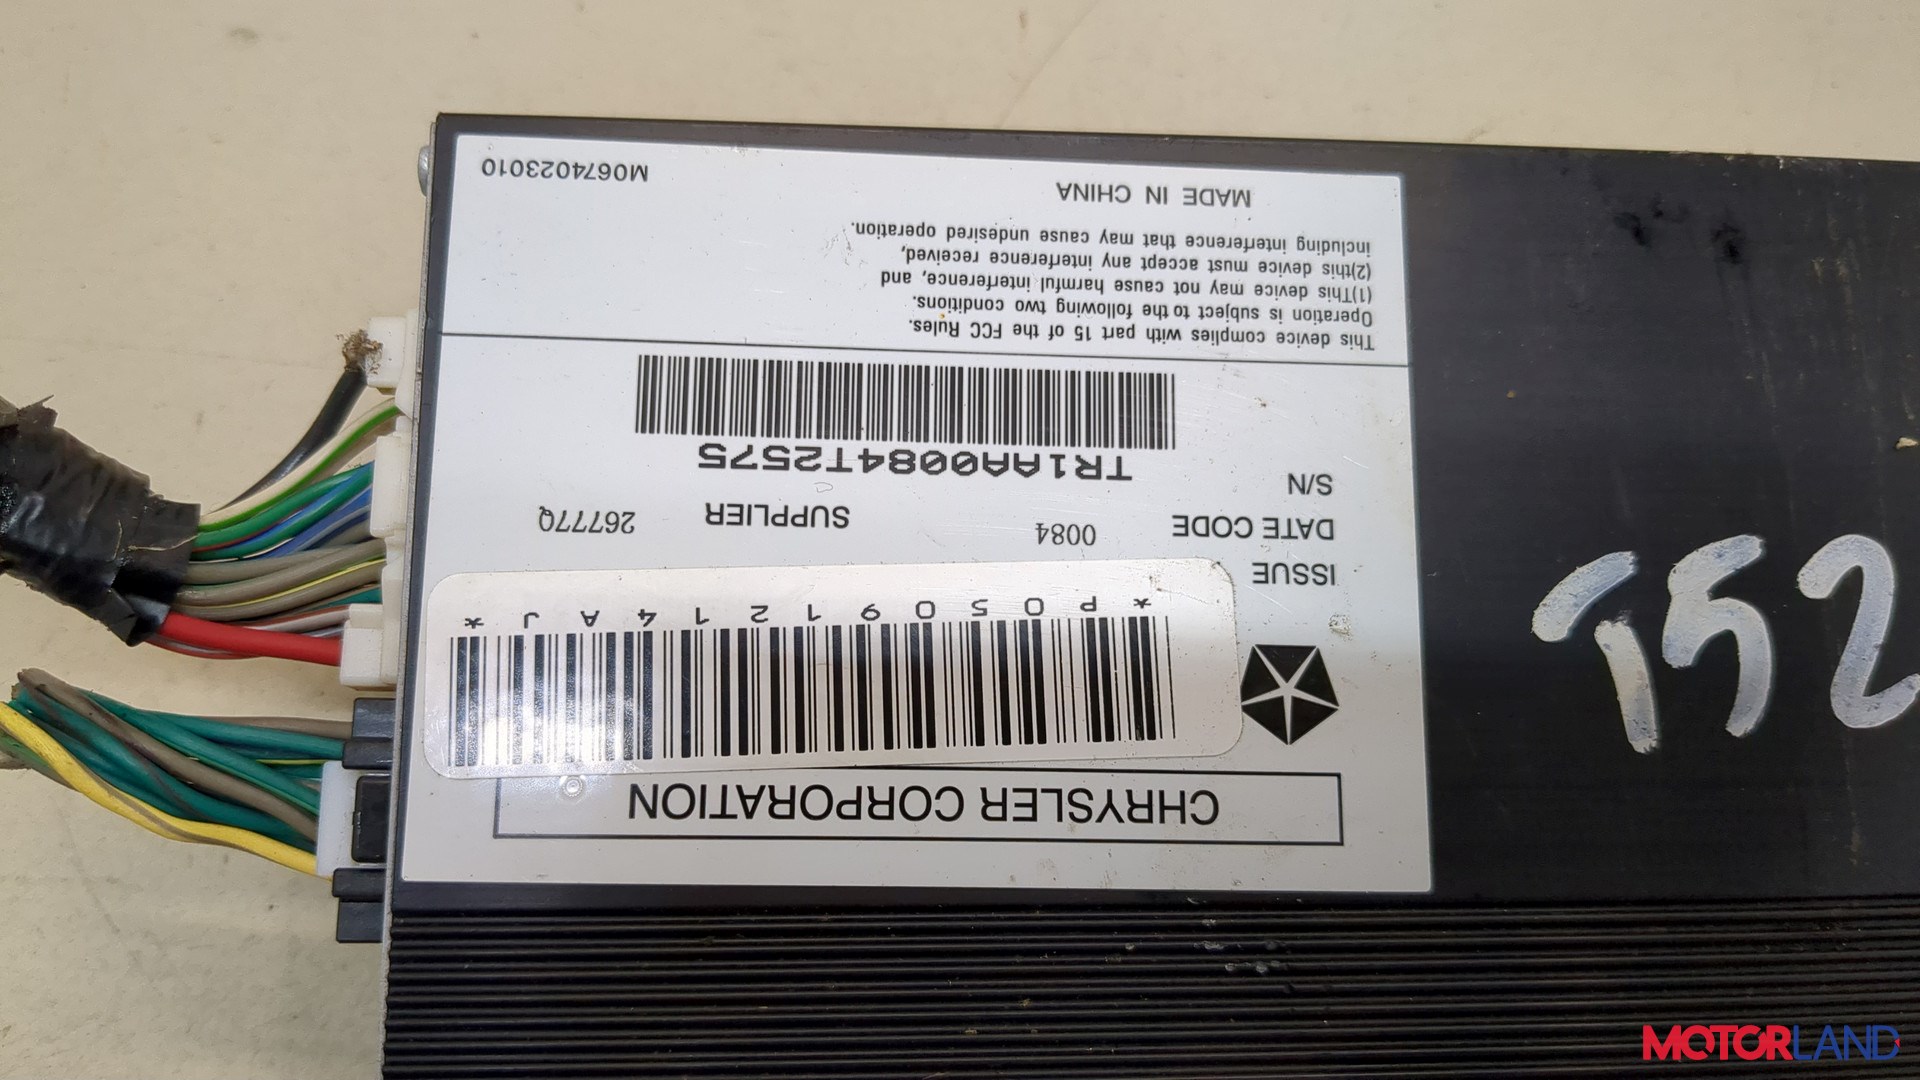 CHRYSLER CORPORATION
*P05091214AJ*
ISSUE
DATE CODE 0084 SUPPLIER 26777Q
S/N
TR1AA0084T2575
This device complies with part 15 of the FCC Rules.
Operation is subject to the following two conditions.
(1)This device may not cause harmful interference, and
(2)this device must accept any interference received,
including interference that may cause undesired operation.
MADE IN CHINA
M0674023010
T52
MOTORLAND